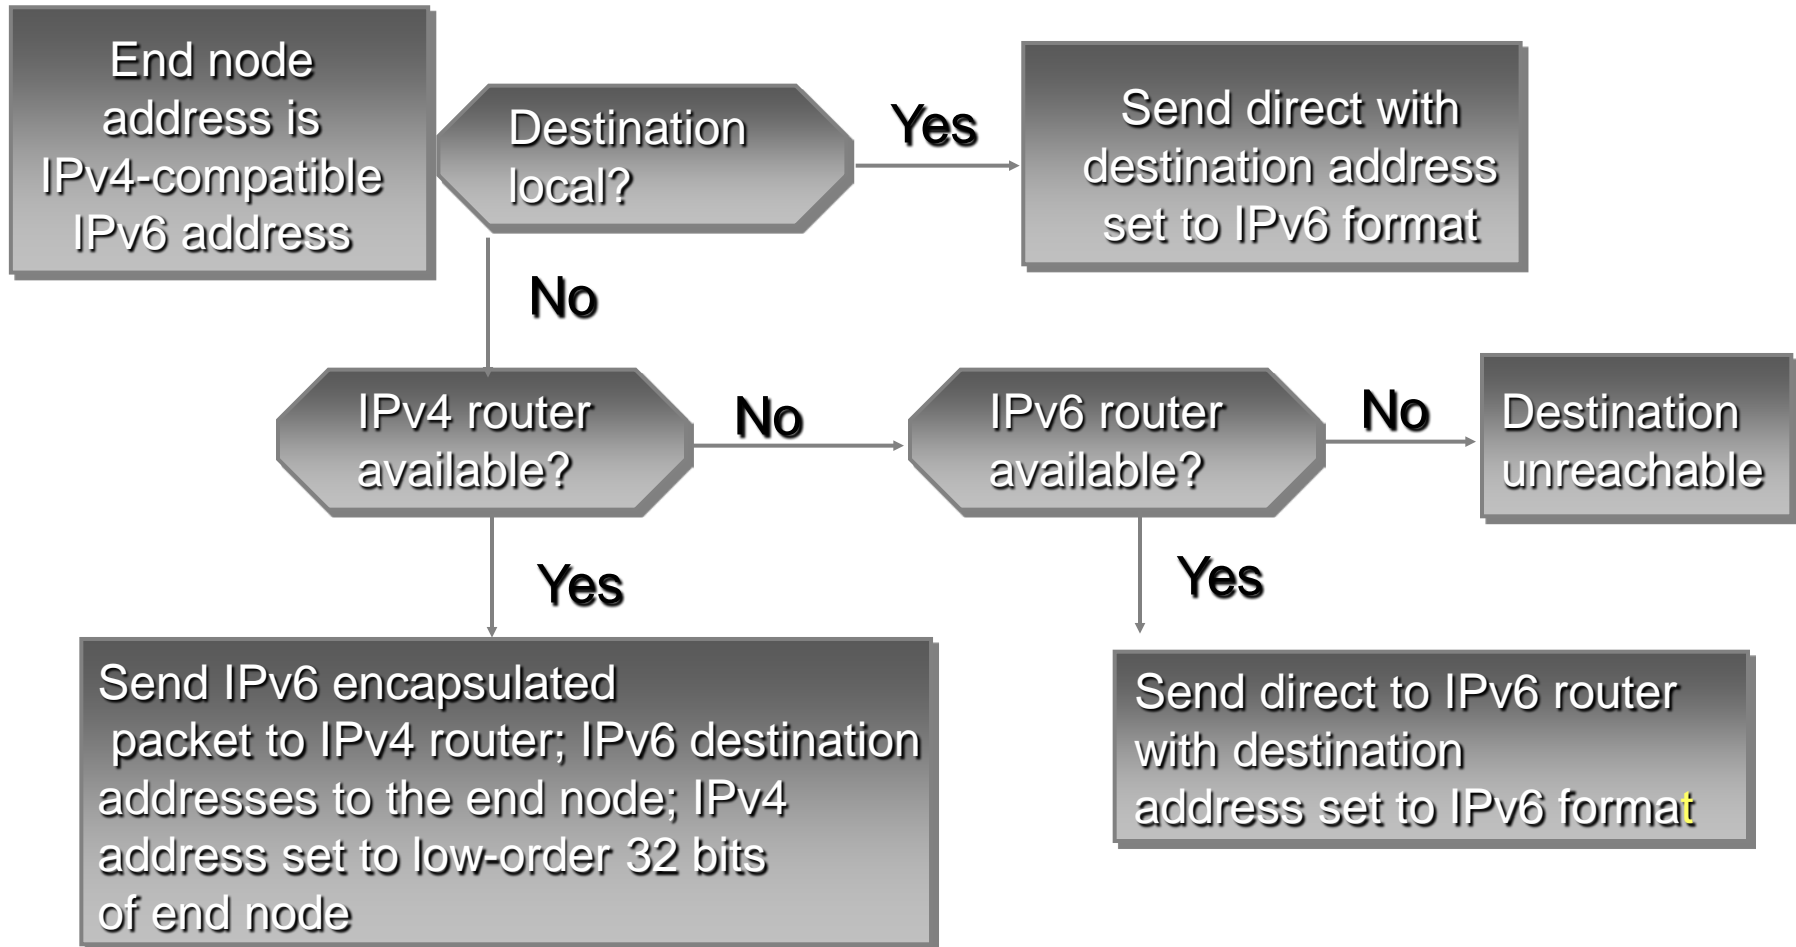 End node
address is
IPv4-compatible
IPv6 address
Destination
local?
Yes
Send direct with
destination address
set to IPv6 format
No
IPv4 router
available?
No
IPv6 router
available?
No
Destination
unreachable
Yes
Yes
Send IPv6 encapsulated
packet to IPv4 router; IPv6 destination
addresses to the end node; IPv4
address set to low-order 32 bits
of end node
Send direct to IPv6 router
with destination
address set to IPv6 format